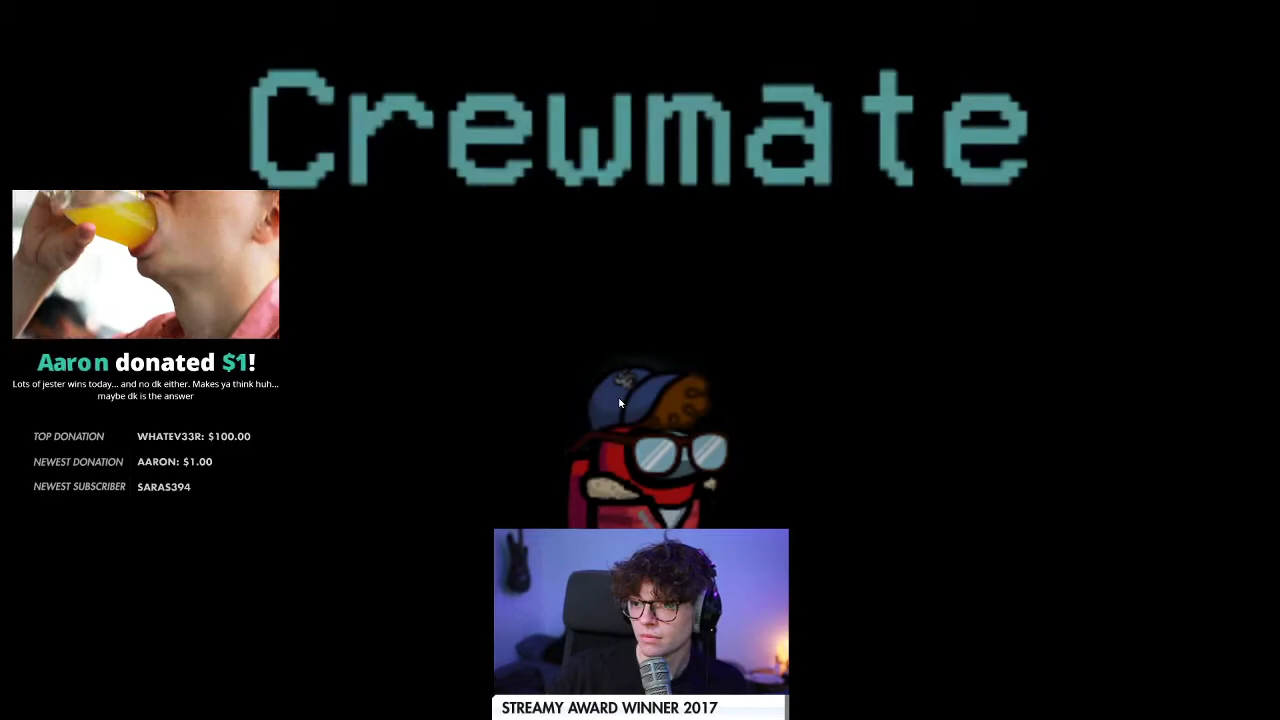 Crewmate
Aaron donated $1!
Lots of jester wins today... and no dk either. Makes ya think huh...
maybe dk is the answer
TOP DONATION WHATEV33R: $100.00
NEWEST DONATION AARON: $1.00
NEWEST SUBSCRIBER SARAS394
STREAMY AWARD WINNER 2017